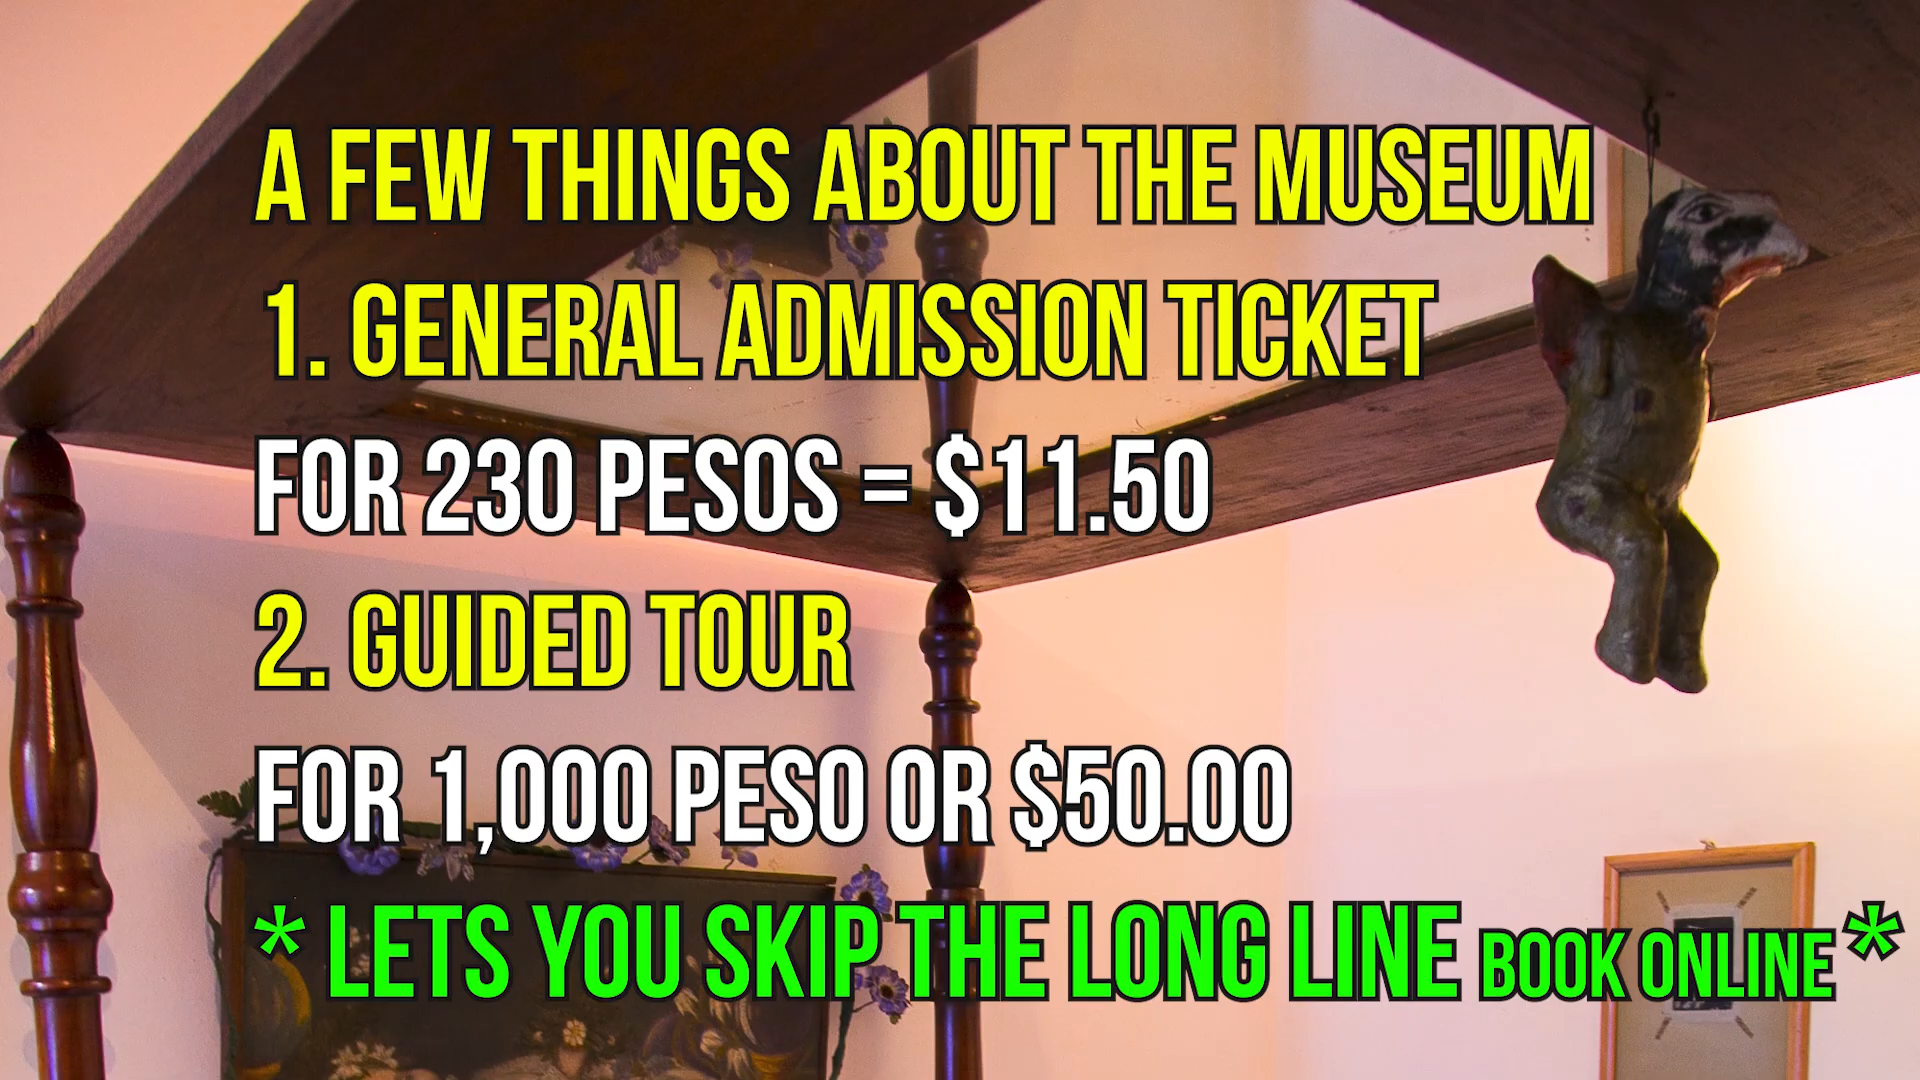 A FEW THINGS ABOUT THE MUSEUM
1. GENERAL ADMISSION TICKET
FOR 230 PESOS = $11.50
2. GUIDED TOUR
FOR 1,000 PESO OR $50.00
* LETS YOU SKIP THE LONG LINE BOOK ONLINE *